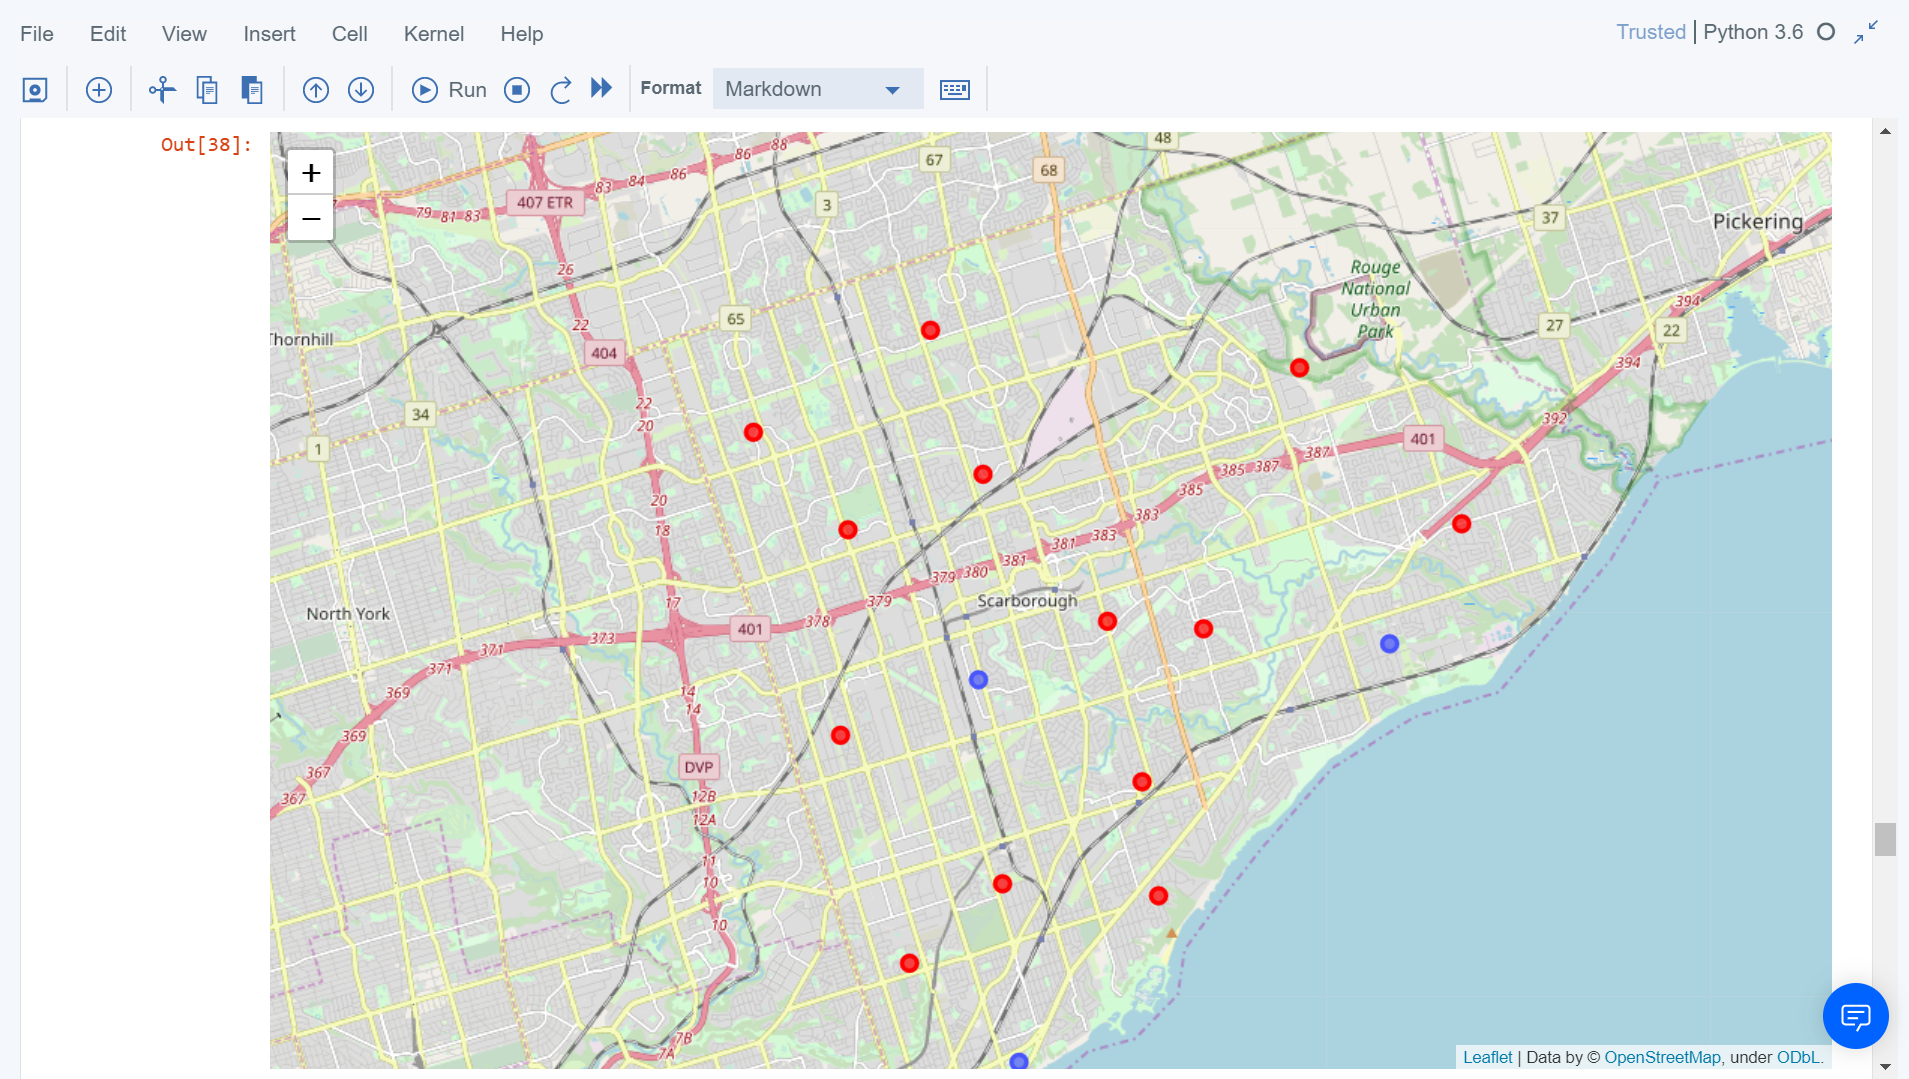 File Edit View Insert Cell Kernel Help
Trusted | Python 3.6
Run
Format
Markdown
Out[38]:
+
−
48
86 88
67
68
83 84 86
407 ETR
79 81 83
3
37
Pickering
26
Rouge
National
Urban
Park
394
65
22
27
22
Thornhill
404
394
34
22
20
392
1
401
387
385 387
385
20
18
383
383
381
381
380
379
379
17
Scarborough
North York
401
378
373
371
371
369
14
14
369
DVP
367
367
12B
12A
11
10
10
7B
7A
Leaflet | Data by © OpenStreetMap, under ODbL.